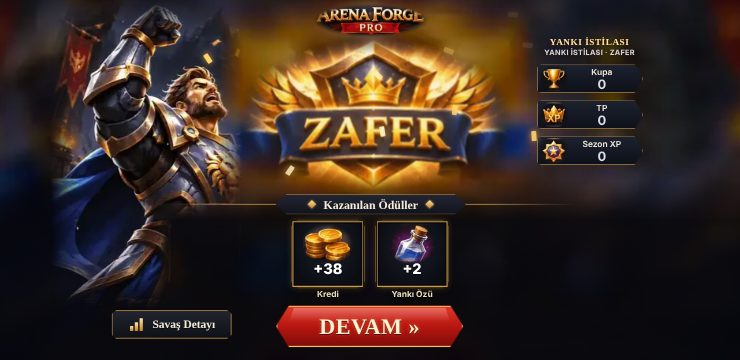 ARENA FORGE
PRO
YANKI İSTİLASI
YANKI İSTİLASI · ZAFER
Kupa
0
XP
TP
0
Sezon XP
0
ZAFER
Kazanılan Ödüller
+38
+2
Kredi
Yankı Özü
Savaş Detayı
DEVAM »